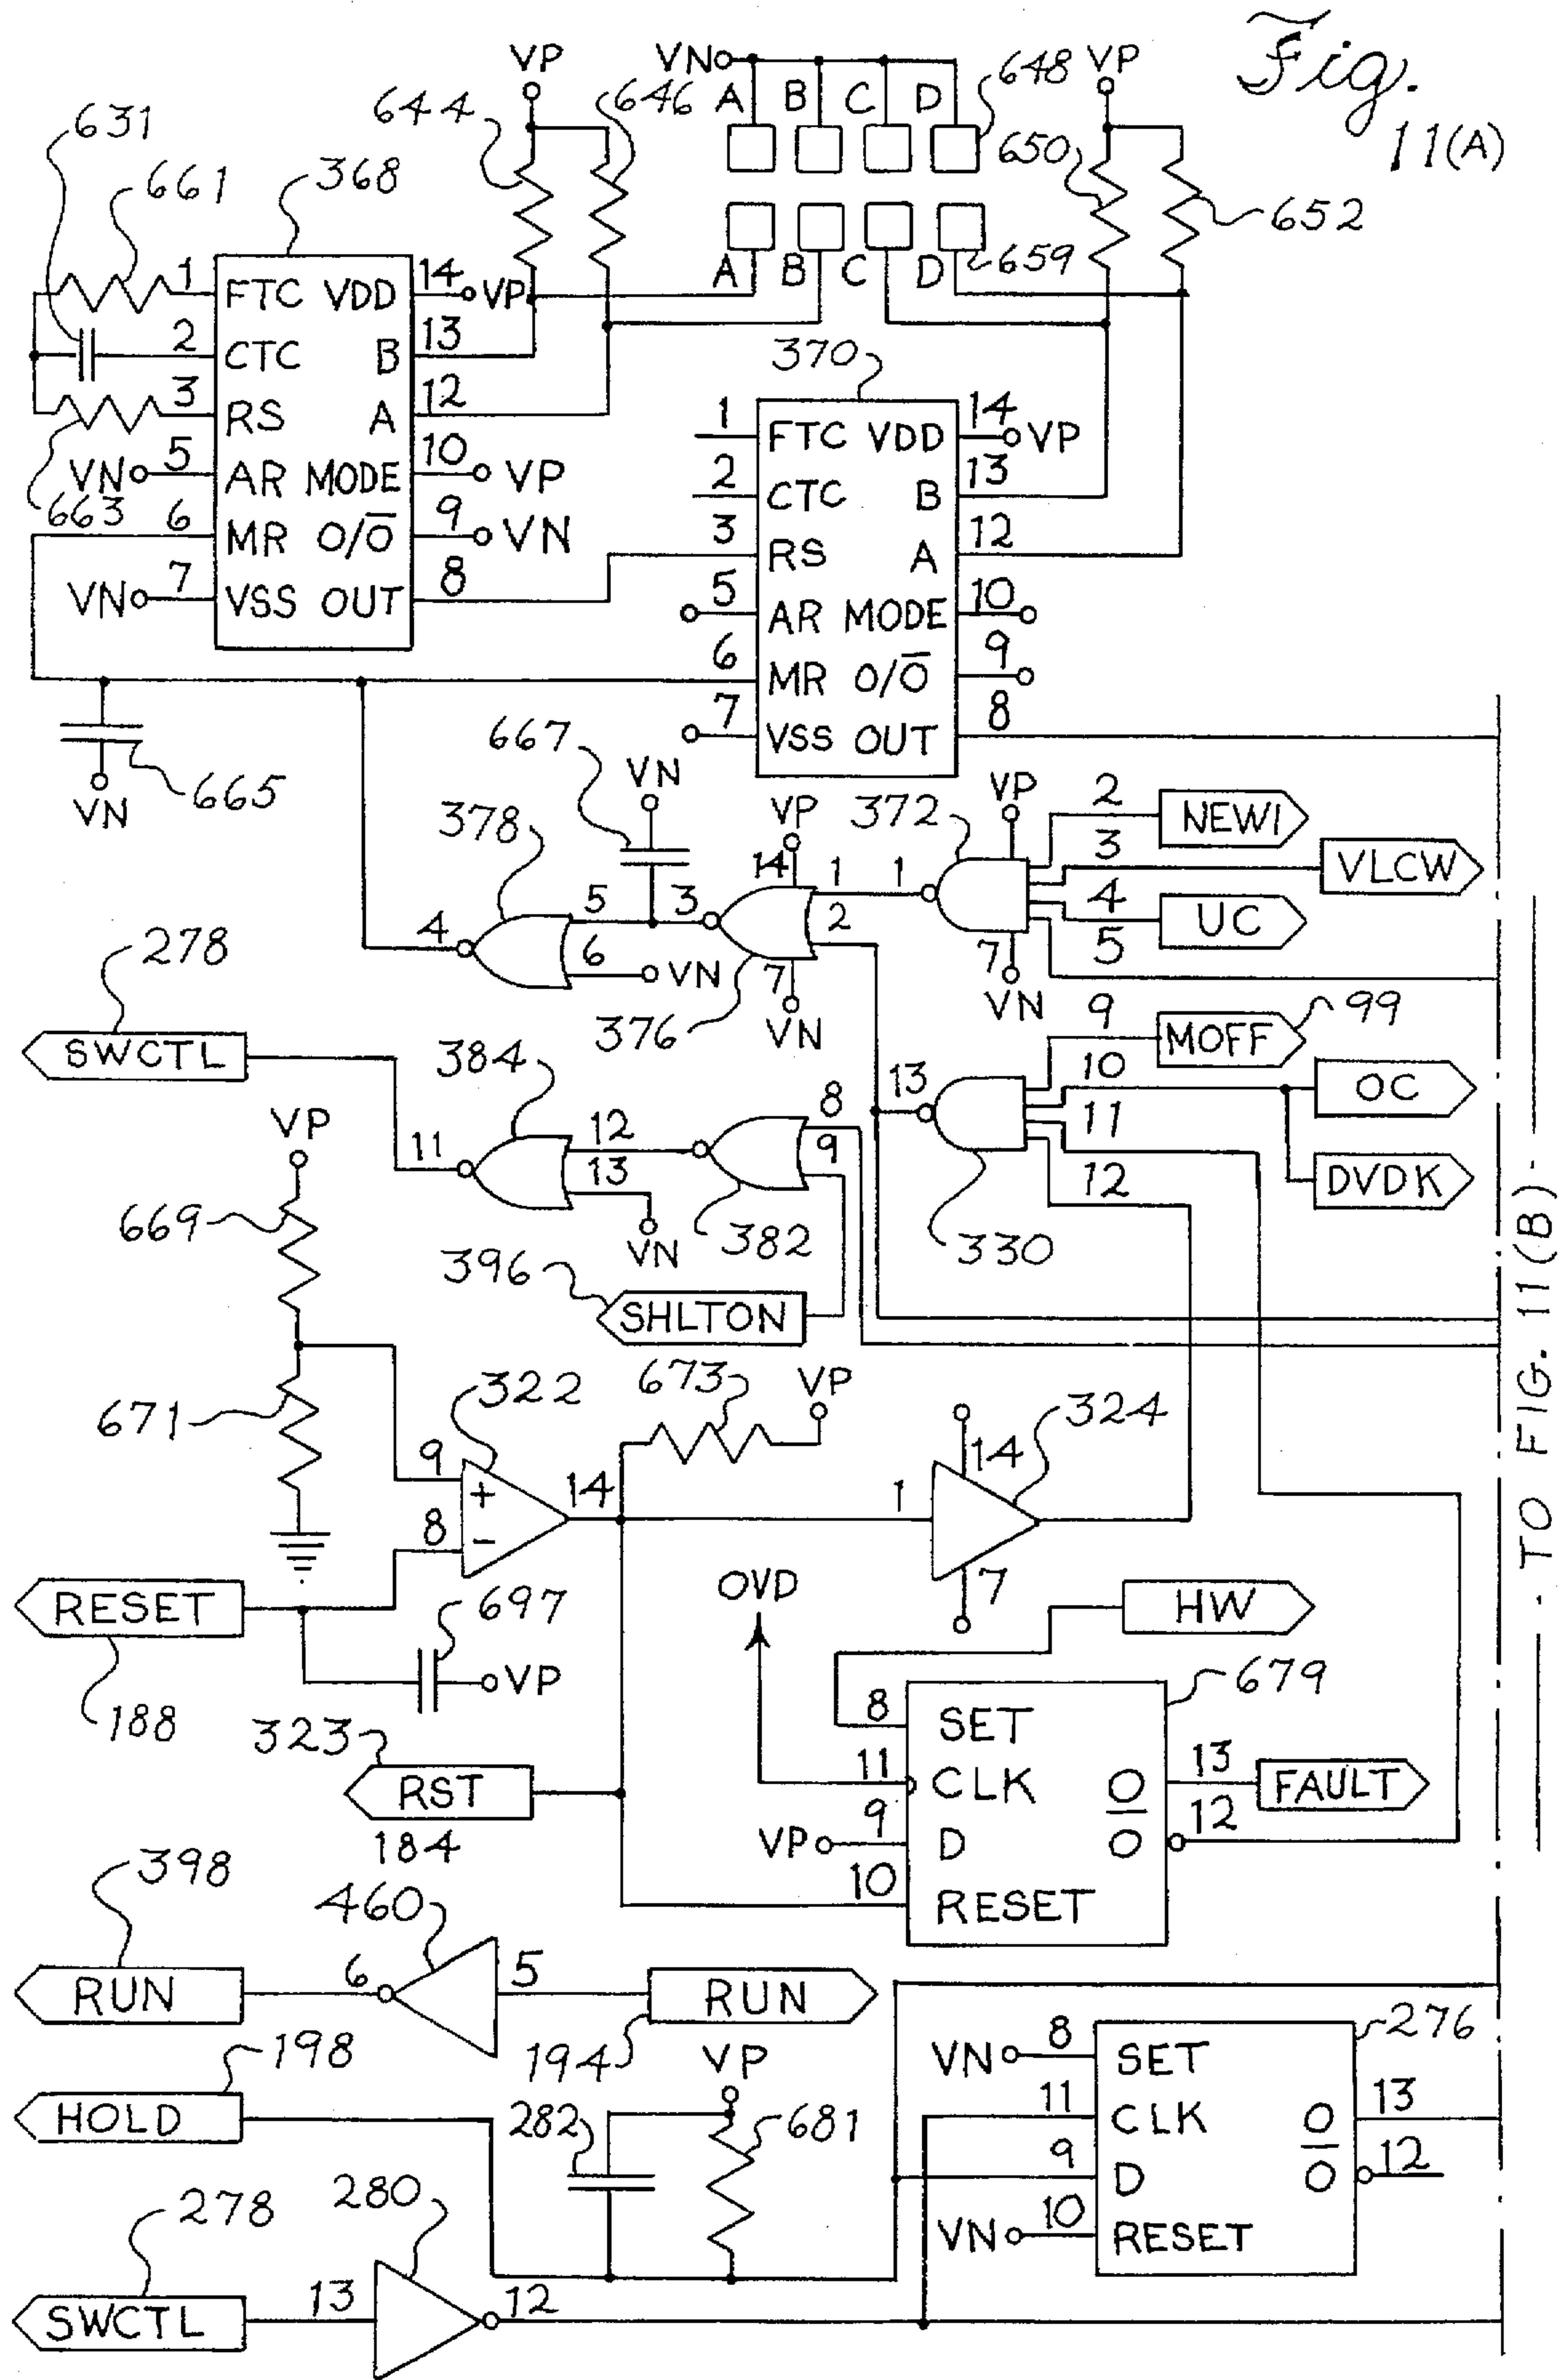 Fig.
11(A)
VP
VN
A B C D
648
VP
631
644
646
650
661
368
652
A B C D
659
1 FTC VDD 14 VP
2 CTC B 13
3 RS A 12
VN 5 AR MODE 10 VP
663
6 MR O/O̅ 9 VN
VN 7 VSS OUT 8
370
1 FTC VDD 14 VP
2 CTC B 13
3 RS A 12
5 AR MODE 10
6 MR O/O̅ 9
7 VSS OUT 8
665
VN
667
VN
378
VP
14
372
VP
2 NEW1
3 VLCW
4 UC
5
1 1
2
3 5
4
6 VN
7
VN
376
7
VN
278
SWCTL
384
9 MOFF 99
10 OC
11
12 DVDK
13
330
8
9
382
12
13
VN
11
396
SHLTON
VP
669
671
322
673
VP
324
9 +
8 -
14
1
14
7
RESET
188
697
VP
OVD
HW
679
323
RST
184
8 SET
11 CLK O 13 FAULT
VP 9 D O̅ 12
10 RESET
398
460
RUN
6
5
RUN
194
198
HOLD
VP
282
681
276
VN 8 SET
11 CLK O 13
9 D O̅ 12
VN 10 RESET
278
280
SWCTL
13
12
TO FIG. 11(B)